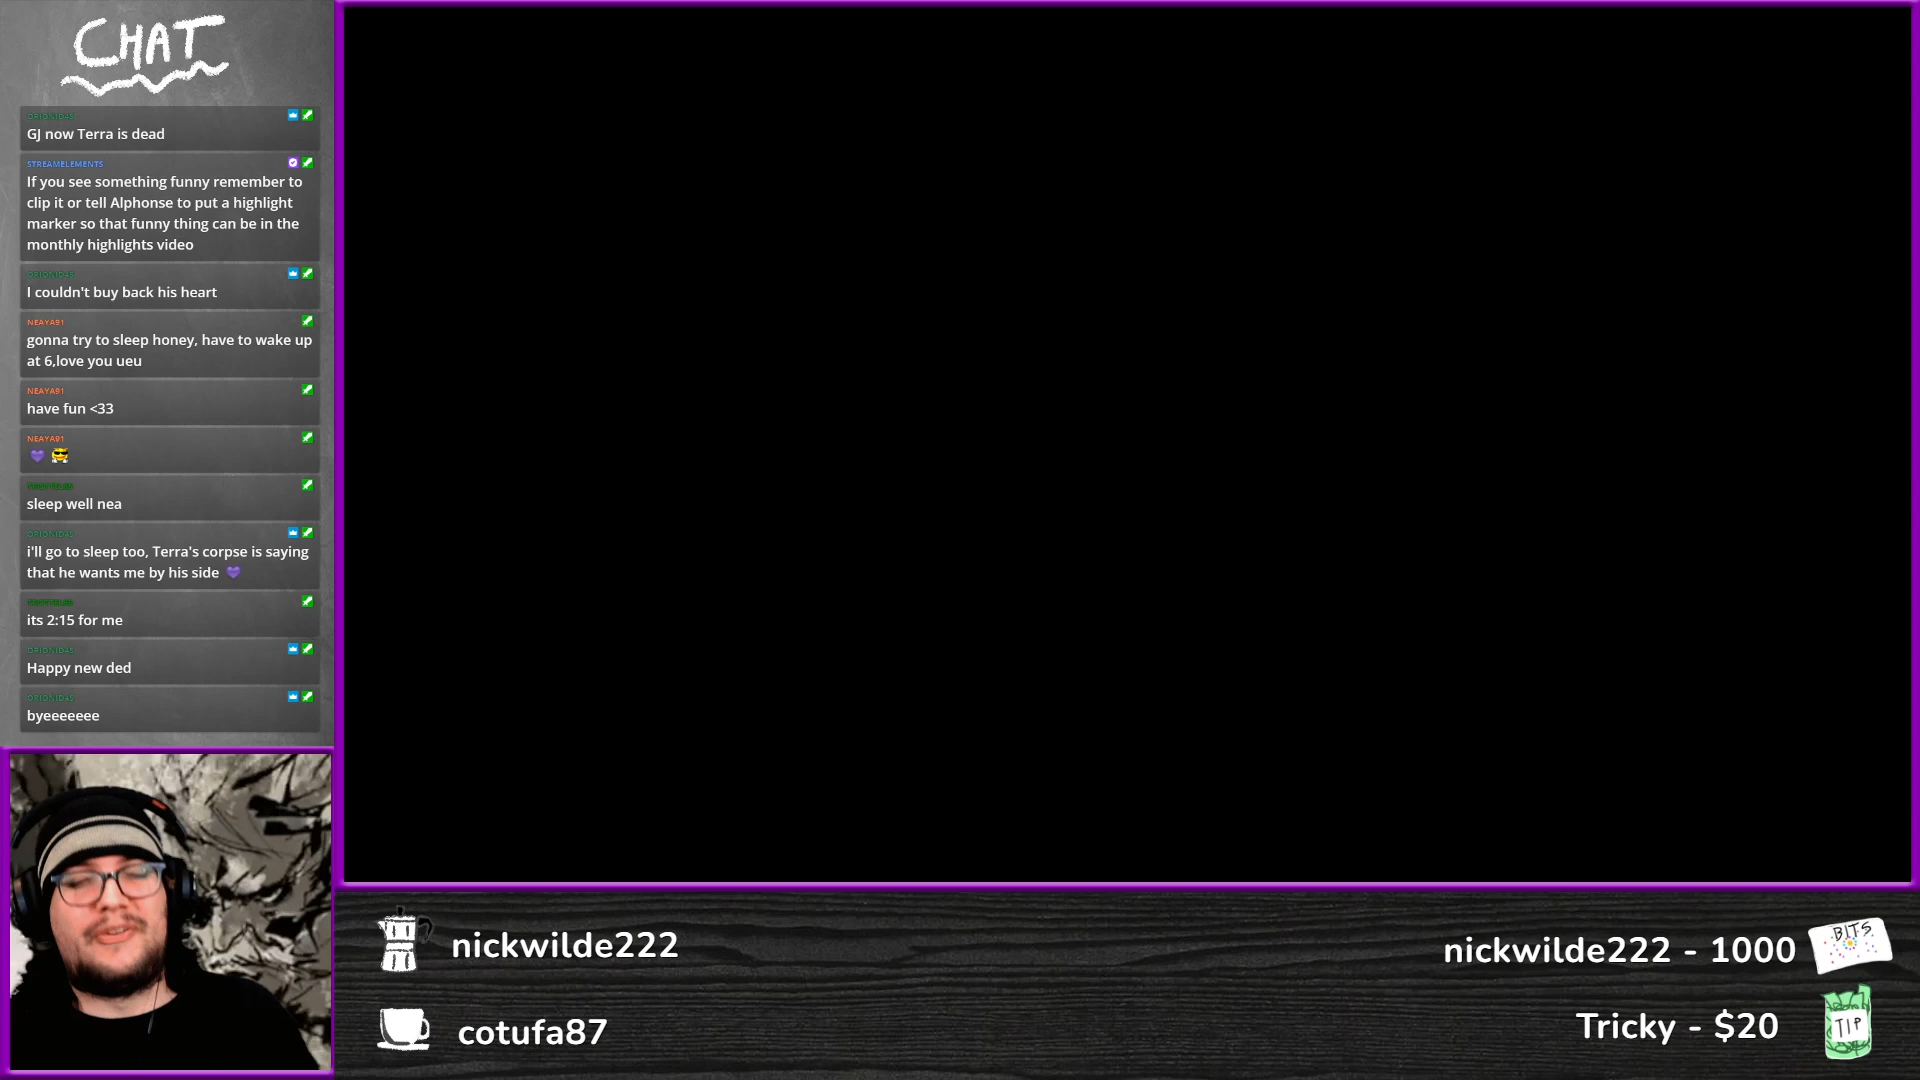 CHAT
ORION1D45
GJ now Terra is dead
STREAMELEMENTS
If you see something funny remember to
clip it or tell Alphonse to put a highlight
marker so that funny thing can be in the
monthly highlights video
I couldn't buy back his heart
NEAYA91
gonna try to sleep honey, have to wake up
at 6,love you ueu
NEAYA91
have fun <33
NEAYA91
sleep well nea
i'll go to sleep too, Terra's corpse is saying
that he wants me by his side
its 2:15 for me
Happy new ded
byeeeeeee
nickwilde222
cotufa87
nickwilde222 - 1000
BITS
Tricky - $20
TIP